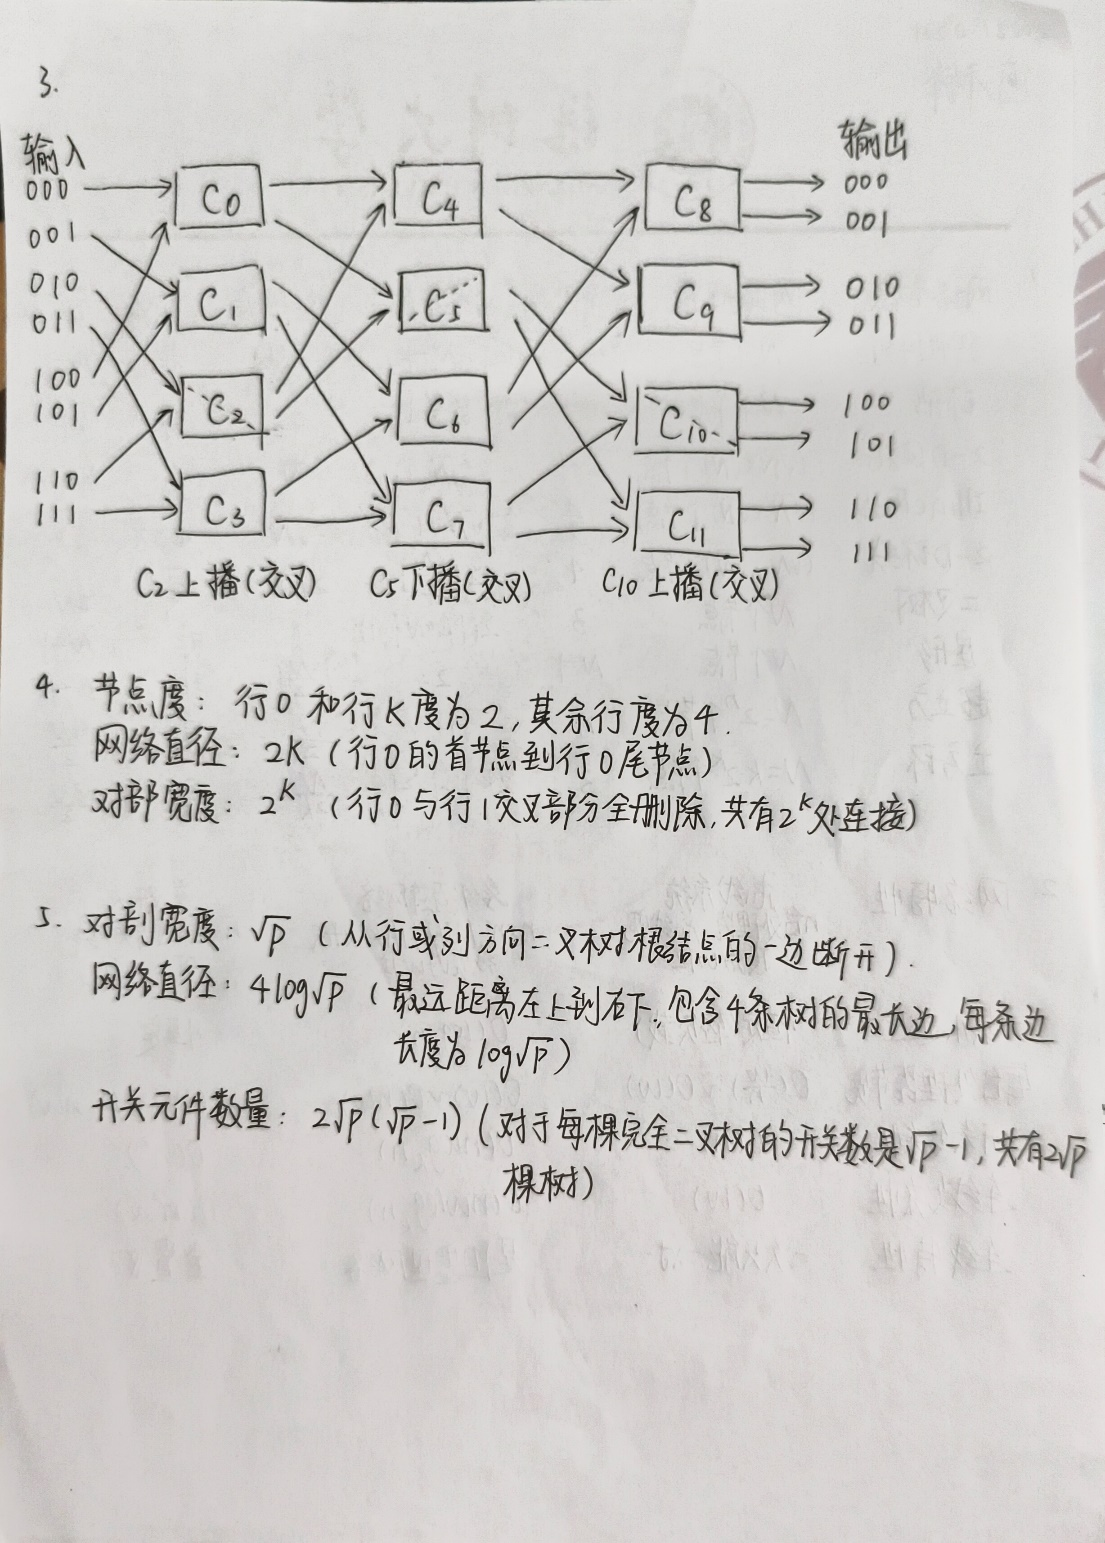 3.
输入
输出
000
C0
C4
C8
000
001
001
010
C1
C5
C9
010
011
011
100
C2
C6
C10
100
101
101
110
C3
C7
C11
110
111
111
C2上播(交叉)
C5下播(交叉)
C10上播(交叉)
4. 节点度: 行0和行K度为2,其余行度为4.
网络直径: 2K (行0的首节点到行0尾节点)
对部宽度: 2^K (行0与行1交叉部分全删除,共有2^K处连接)
5. 对剖宽度: √p (从行或列方向二叉树对根结点的一边断开).
网络直径: 4log√p (最远距离左上到右下,包含4条树的最长边,每条边
长度为log√p)
开关元件数量: 2√p(√p-1) (对于每棵完全二叉树的开关数是√p-1,共有2√p
棵树)